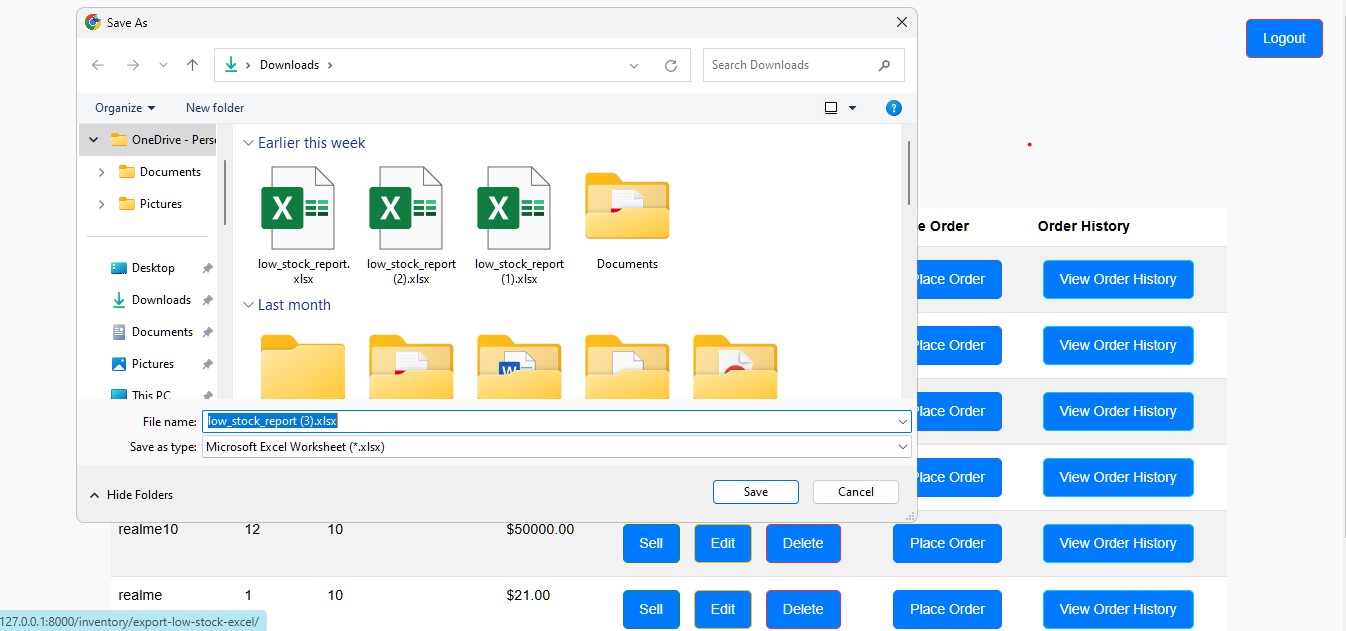 Save As
Logout
Downloads
Search Downloads
Organize
New folder
?
OneDrive - Perso
Documents
Pictures
Desktop
Downloads
Documents
Pictures
This PC
Earlier this week
low_stock_report.
xlsx
low_stock_report
(2).xlsx
low_stock_report
(1).xlsx
Documents
Last month
File name: low_stock_report (3).xlsx
Save as type: Microsoft Excel Worksheet (*.xlsx)
Hide Folders
Save Cancel
e Order Order History
lace Order View Order History
lace Order View Order History
lace Order View Order History
lace Order View Order History
realme10 12 10 $50000.00 Sell Edit Delete Place Order View Order History
realme 1 10 $21.00 Sell Edit Delete Place Order View Order History
127.0.0.1:8000/inventory/export-low-stock-excel/